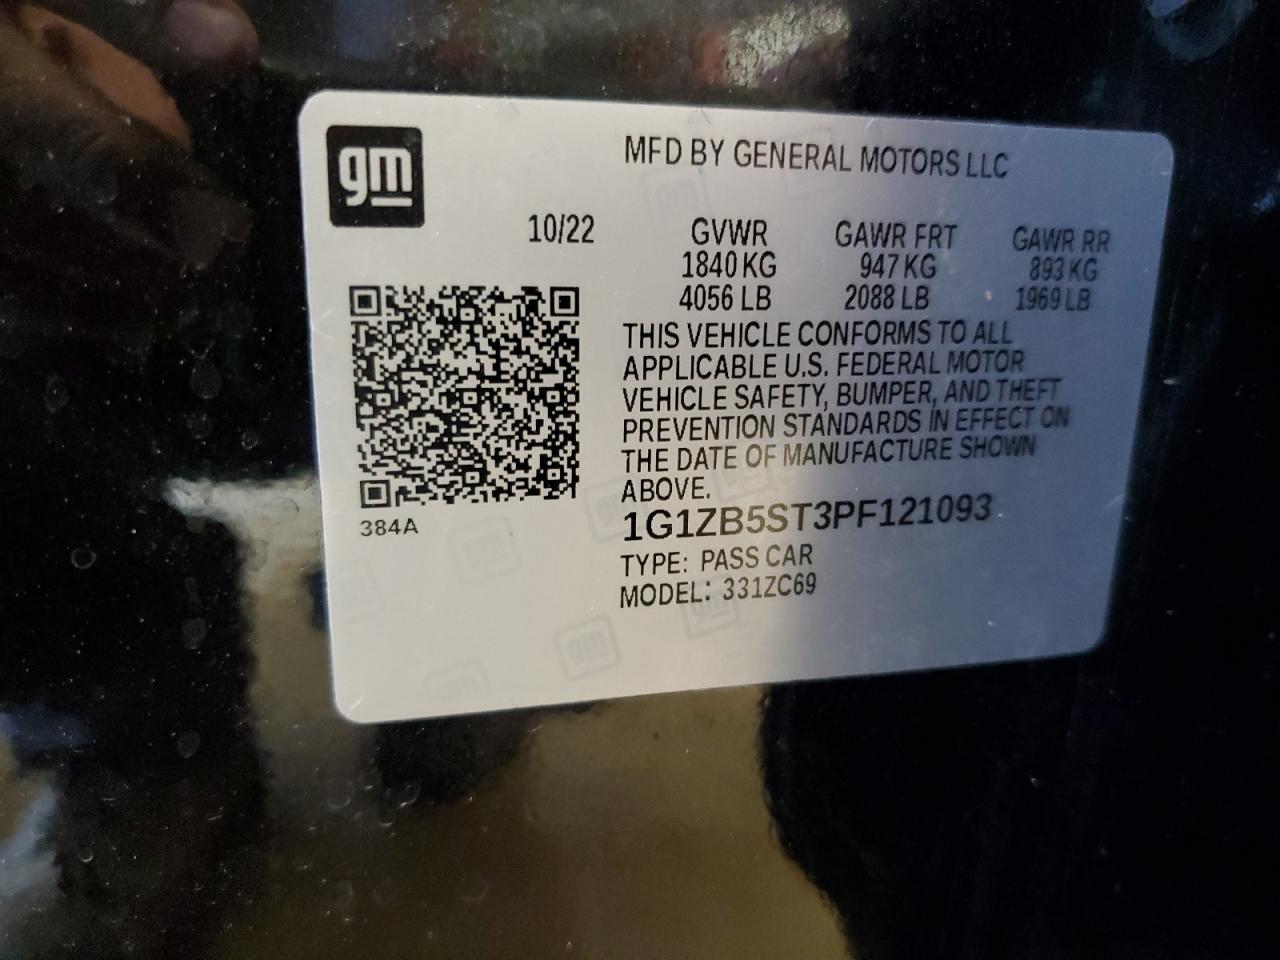 gm
MFD BY GENERAL MOTORS LLC
10/22 GVWR GAWR FRT GAWR RR
1840 KG 947 KG 893 KG
4056 LB 2088 LB 1969 LB
THIS VEHICLE CONFORMS TO ALL
APPLICABLE U.S. FEDERAL MOTOR
VEHICLE SAFETY, BUMPER, AND THEFT
PREVENTION STANDARDS IN EFFECT ON
THE DATE OF MANUFACTURE SHOWN
ABOVE.
384A
1G1ZB5ST3PF121093
TYPE: PASS CAR
MODEL: 331ZC69